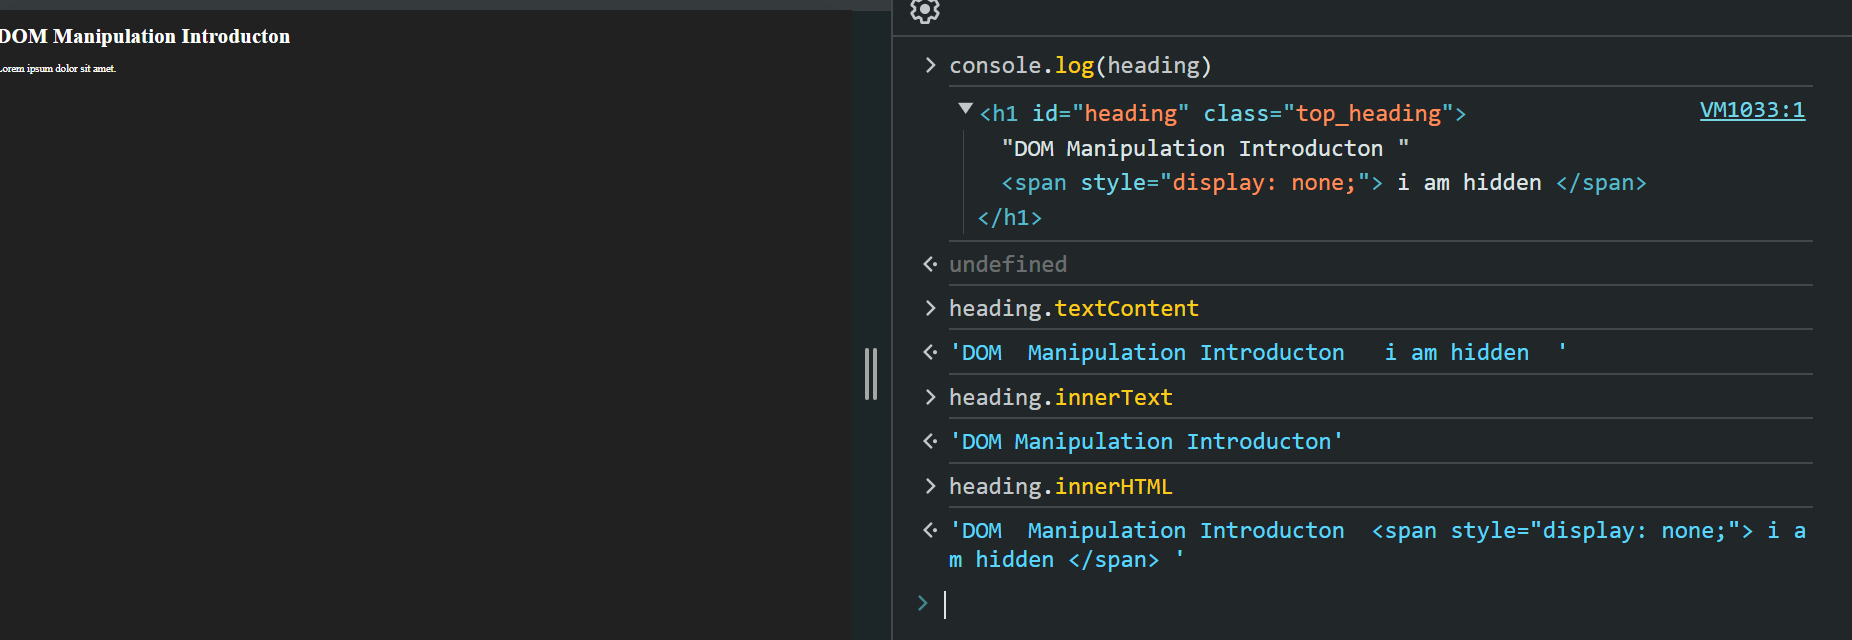 DOM Manipulation Introducton
Lorem ipsum dolor sit amet.
> console.log(heading)
▼<h1 id="heading" class="top_heading">
VM1033:1
"DOM Manipulation Introducton "
<span style="display: none;"> i am hidden </span>
</h1>
undefined
> heading.textContent
'DOM  Manipulation Introducton   i am hidden  '
> heading.innerText
'DOM Manipulation Introducton'
> heading.innerHTML
'DOM  Manipulation Introducton  <span style="display: none;"> i a
m hidden </span> '
>